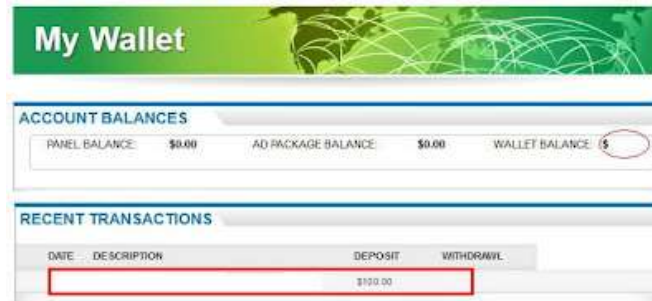 My Wallet
ACCOUNT BALANCES
PANEL BALANCE: $0.00 AD PACKAGE BALANCE: $0.00 WALLET BALANCE: $
RECENT TRANSACTIONS
DATE DESCRIPTION DEPOSIT WITHDRAWL
$100.00